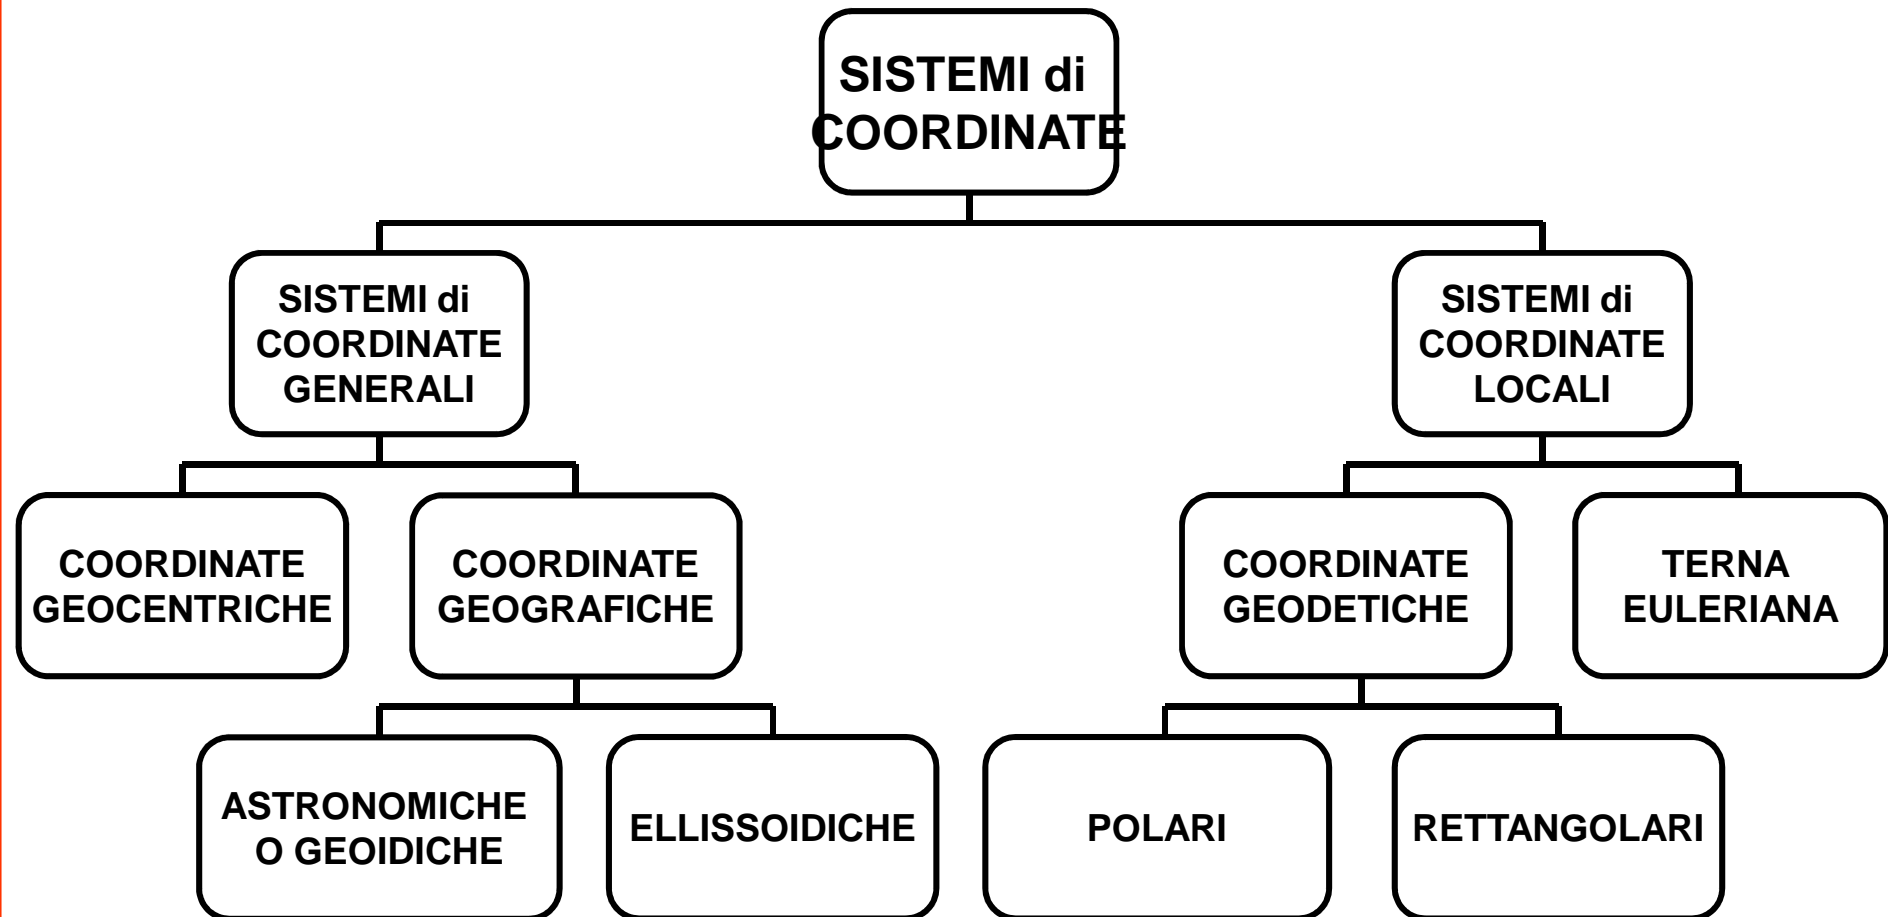 SISTEMI di
COORDINATE
SISTEMI di
COORDINATE
GENERALI
SISTEMI di
COORDINATE
LOCALI
COORDINATE
GEOCENTRICHE
COORDINATE
GEOGRAFICHE
COORDINATE
GEODETICHE
TERNA
EULERIANA
ASTRONOMICHE
O GEOIDICHE
ELLISSOIDICHE
POLARI
RETTANGOLARI